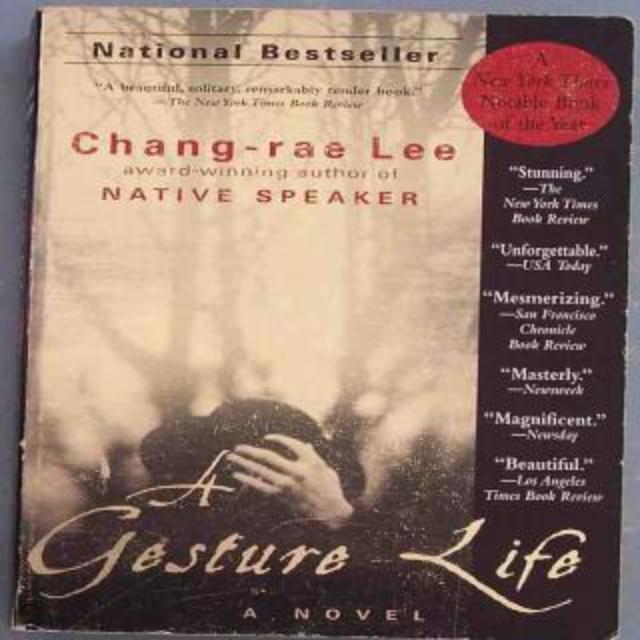 National Bestseller
"A beautiful, solitary, remarkably tender book."
—The New York Times Book Review
Chang-rae Lee
award-winning author of
NATIVE SPEAKER
A
New York Times
Notable Book
of the Year
"Stunning."
—The
New York Times
Book Review
"Unforgettable."
—USA Today
"Mesmerizing."
—San Francisco
Chronicle
Book Review
"Masterly."
—Newsweek
"Magnificent."
—Newsday
"Beautiful."
—Los Angeles
Times Book Review
A
Gesture Life
A NOVEL